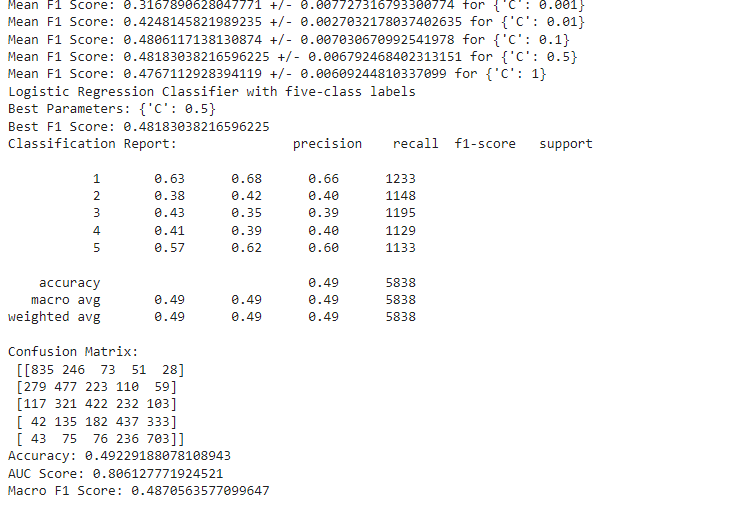 Mean F1 Score: 0.3167890628047771 +/- 0.007727316793300774 for {'C': 0.001}
Mean F1 Score: 0.4248145821989235 +/- 0.0027032178037402635 for {'C': 0.01}
Mean F1 Score: 0.4806117138130874 +/- 0.007030670992541978 for {'C': 0.1}
Mean F1 Score: 0.48183038216596225 +/- 0.006792468402313151 for {'C': 0.5}
Mean F1 Score: 0.4767112928394119 +/- 0.00609244810337099 for {'C': 1}
Logistic Regression Classifier with five-class labels
Best Parameters: {'C': 0.5}
Best F1 Score: 0.48183038216596225
Classification Report: precision recall f1-score support
1 0.63 0.68 0.66 1233
2 0.38 0.42 0.40 1148
3 0.43 0.35 0.39 1195
4 0.41 0.39 0.40 1129
5 0.57 0.62 0.60 1133
accuracy 0.49 5838
macro avg 0.49 0.49 0.49 5838
weighted avg 0.49 0.49 0.49 5838
Confusion Matrix:
[[835 246 73 51 28]
[279 477 223 110 59]
[117 321 422 232 103]
[ 42 135 182 437 333]
[ 43 75 76 236 703]]
Accuracy: 0.49229188078108943
AUC Score: 0.806127771924521
Macro F1 Score: 0.4870563577099647